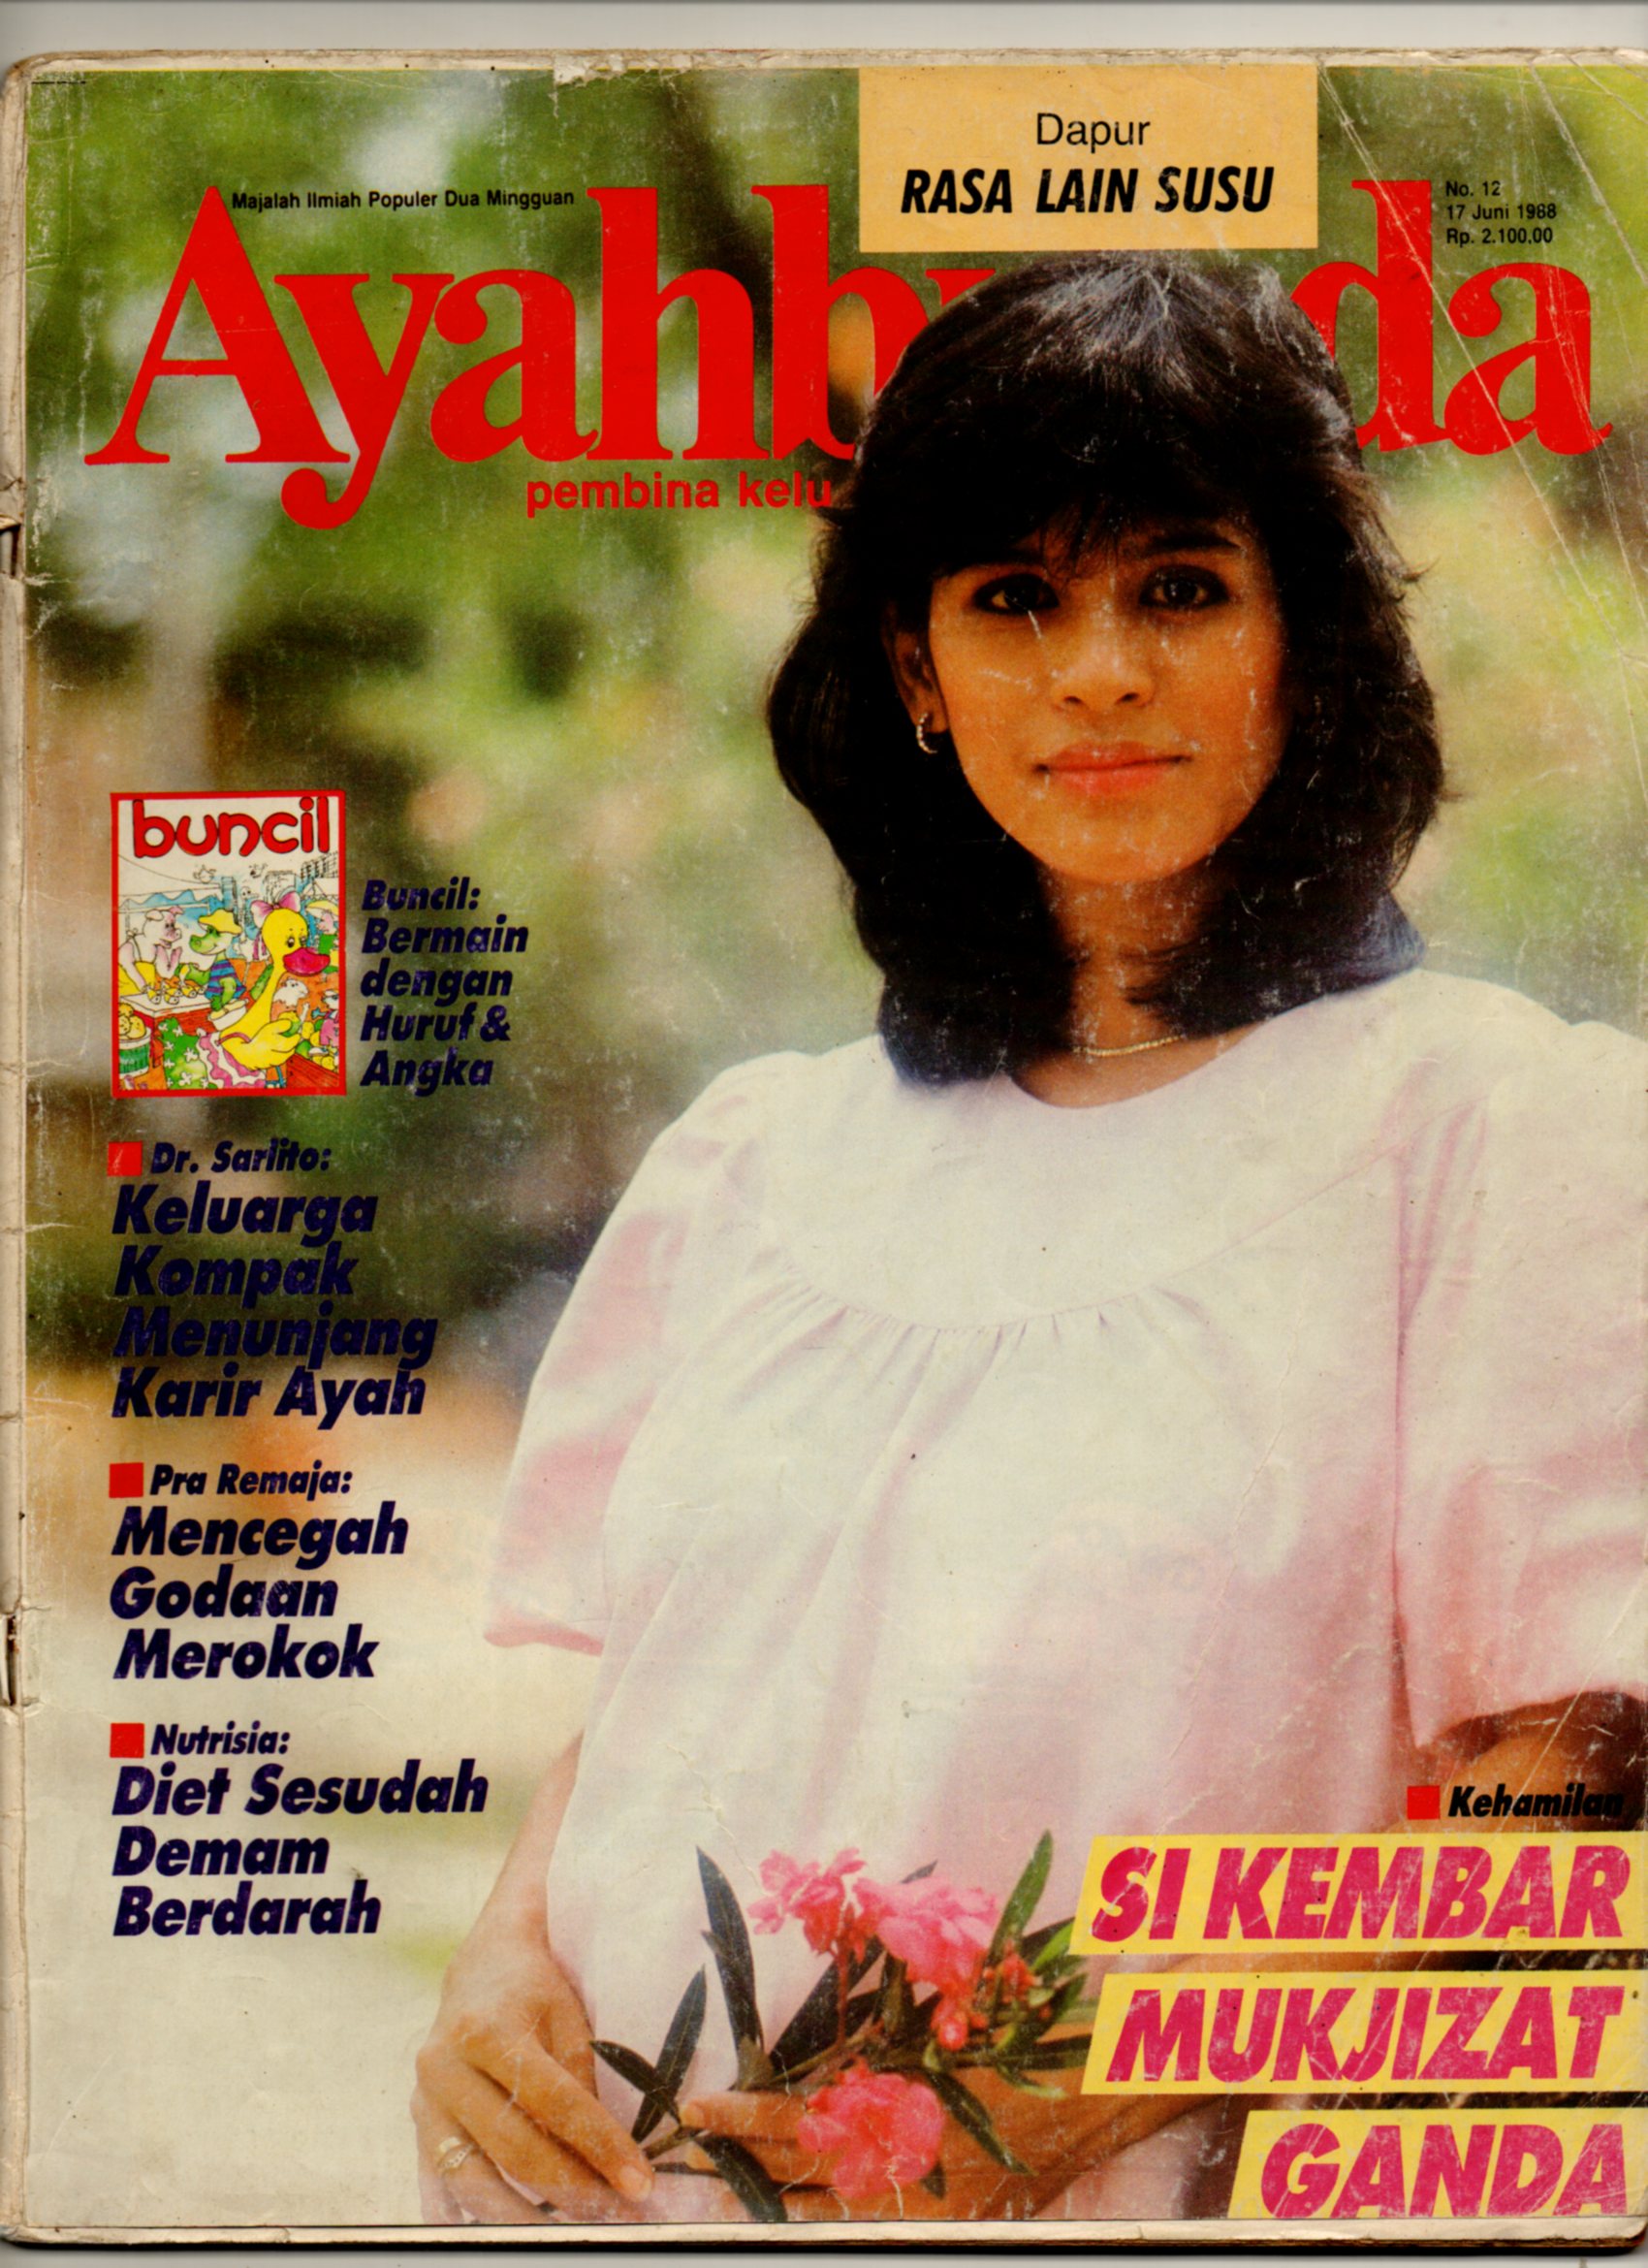 Dapur
RASA LAIN SUSU
Majalah Ilmiah Populer Dua Mingguan
No. 12
17 Juni 1988
Rp. 2.100,00
Ayahb da
pembina kelu
buncil
Buncil:
Bermain
dengan
Huruf &
Angka
Dr. Sarlito:
Keluarga
Kompak
Menunjang
Karir Ayah
Pra Remaja:
Mencegah
Godaan
Merokok
Nutrisia:
Diet Sesudah
Demam
Berdarah
Kehamilan
SI KEMBAR
MUKJIZAT
GANDA